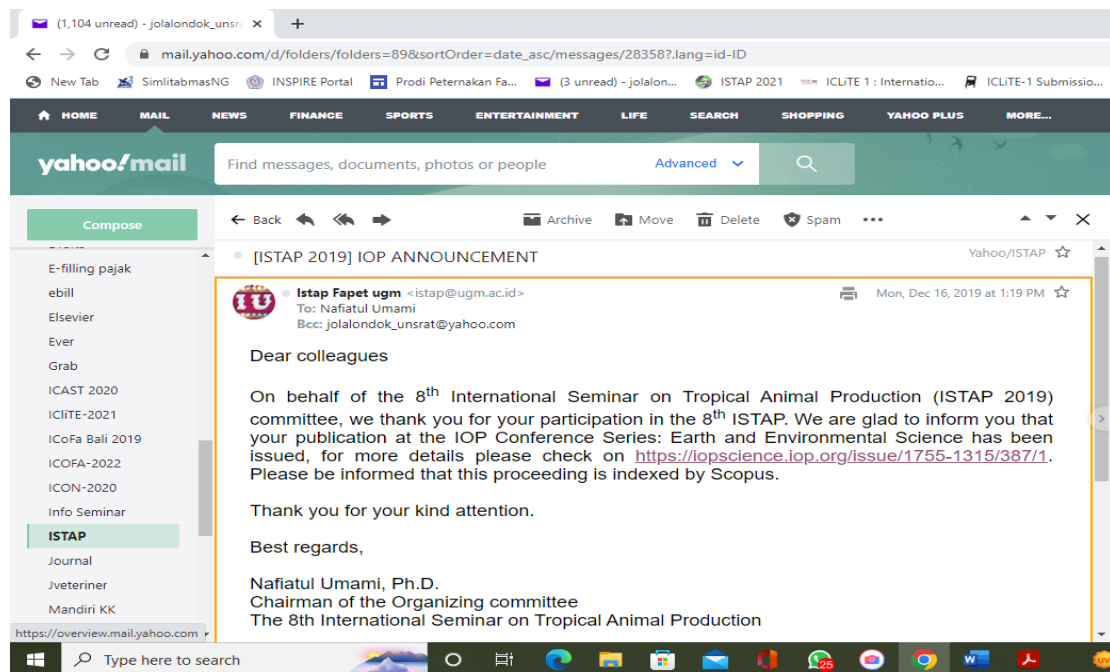 (1,104 unread) - jolalondok_unsr
mail.yahoo.com/d/folders/folders=89&sortOrder=date_asc/messages/28358?.lang=id-ID
New Tab SimlitabmasNG INSPIRE Portal Prodi Peternakan Fa... (3 unread) - jolalon... ISTAP 2021 ICLiTE 1 : Internatio... ICLiTE-1 Submissio...
HOME MAIL NEWS FINANCE SPORTS ENTERTAINMENT LIFE SEARCH SHOPPING YAHOO PLUS MORE...
yahoo!mail Find messages, documents, photos or people Advanced
Compose
Back Archive Move Delete Spam
E-filling pajak
ebill
Elsevier
Ever
Grab
ICAST 2020
ICliTE-2021
ICoFa Bali 2019
ICOFA-2022
ICON-2020
Info Seminar
ISTAP
Journal
Jveteriner
Mandiri KK
https://overview.mail.yahoo.com
[ISTAP 2019] IOP ANNOUNCEMENT Yahoo/ISTAP
Istap Fapet ugm <istap@ugm.ac.id> Mon, Dec 16, 2019 at 1:19 PM
To: Nafiatul Umami
Bcc: jolalondok_unsrat@yahoo.com
Dear colleagues
On behalf of the 8th International Seminar on Tropical Animal Production (ISTAP 2019)
committee, we thank you for your participation in the 8th ISTAP. We are glad to inform you that
your publication at the IOP Conference Series: Earth and Environmental Science has been
issued, for more details please check on https://iopscience.iop.org/issue/1755-1315/387/1.
Please be informed that this proceeding is indexed by Scopus.
Thank you for your kind attention.
Best regards,
Nafiatul Umami, Ph.D.
Chairman of the Organizing committee
The 8th International Seminar on Tropical Animal Production
Type here to search
25